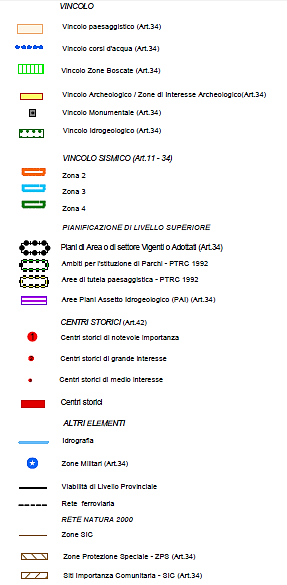 VINCOLO
Vincolo paesaggistico (Art.34)
Vincolo corsi d'acqua (Art.34)
Vincolo Zone Boscate (Art.34)
Vincolo Archeologico / Zona di Interesse Archeologico(Art.34)
Vincolo Monumentale (Art.34)
Vincolo Idrogeologico (Art.34)
VINCOLO SISMICO (Art.11 - 34)
Zona 2
Zona 3
Zona 4
PIANIFICAZIONE DI LIVELLO SUPERIORE
Piani di Area o di settore Vigenti o Adottati (Art.34)
Ambiti per l'istituzione di Parchi - PTRC 1992
Aree di tutela paesaggistica - PTRC 1992
Aree Piani Assetto Idrogeologico (PAI) (Art.34)
CENTRI STORICI (Art.42)
Centri storici di notevole importanza
Centri storici di grande interesse
Centri storici di medio interesse
Centri storici
ALTRI ELEMENTI
Idrografia
Zone Militari (Art.34)
Viabilità di Livello Provinciale
Rete ferroviaria
RETE NATURA 2000
Zone SIC
Zone Protezione Speciale - ZPS (Art.34)
Siti Importanza Comunitaria - SIC (Art.34)